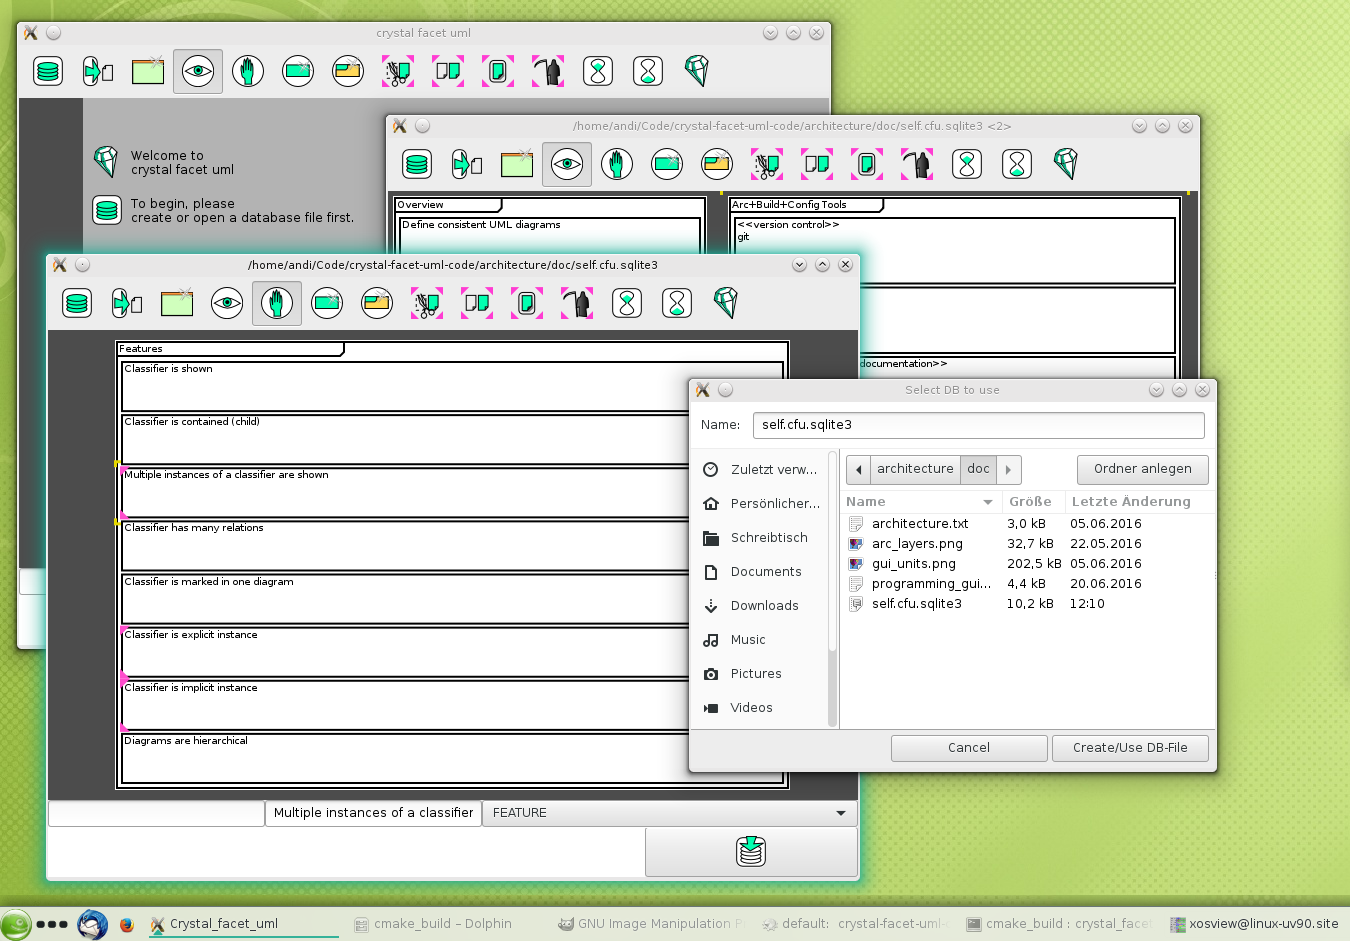 crystal facet uml
Welcome to
crystal facet uml
To begin, please
create or open a database file first.
/home/andi/Code/crystal-facet-uml-code/architecture/doc/self.cfu.sqlite3 <2>
Overview
Define consistent UML diagrams
Arc+Build+Config Tools
<<version control>>
git
documentation>>
/home/andi/Code/crystal-facet-uml-code/architecture/doc/self.cfu.sqlite3
Features
Classifier is shown
Classifier is contained (child)
Multiple instances of a classifier are shown
Classifier has many relations
Classifier is marked in one diagram
Classifier is explicit instance
Classifier is implicit instance
Diagrams are hierarchical
Multiple instances of a classifier
FEATURE
Select DB to use
Name: self.cfu.sqlite3
Zuletzt verw...
Persönlicher...
Schreibtisch
Documents
Downloads
Music
Pictures
Videos
architecture doc
Ordner anlegen
Name Größe Letzte Änderung
architecture.txt 3,0 kB 05.06.2016
arc_layers.png 32,7 kB 22.05.2016
gui_units.png 202,5 kB 05.06.2016
programming_gui... 4,4 kB 20.06.2016
self.cfu.sqlite3 10,2 kB 12:10
Cancel
Create/Use DB-File
Crystal_facet_uml
cmake_build – Dolphin
GNU Image Manipulation P
default: crystal-facet-uml-
cmake_build : crystal_facet
xosview@linux-uv90.site